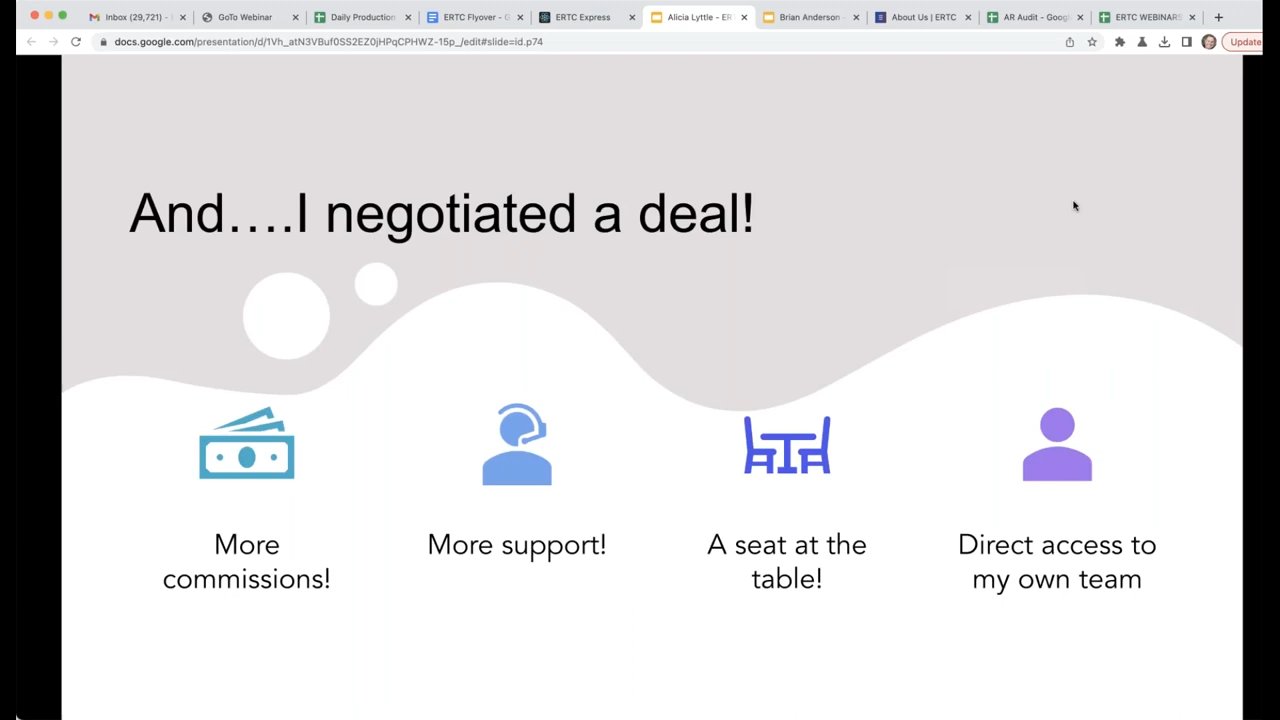 Inbox (29,721) -
GoTo Webinar
Daily Production
ERTC Flyover - G
ERTC Express
Alicia Lyttle - ER
Brian Anderson -
About Us | ERTC
AR Audit - Googl
ERTC WEBINARS
docs.google.com/presentation/d/1Vh_atN3VBuf0SS2EZ0jHPqCPHWZ-15p_/edit#slide=id.p74
Update
And….I negotiated a deal!
More
commissions!
More support!
A seat at the
table!
Direct access to
my own team